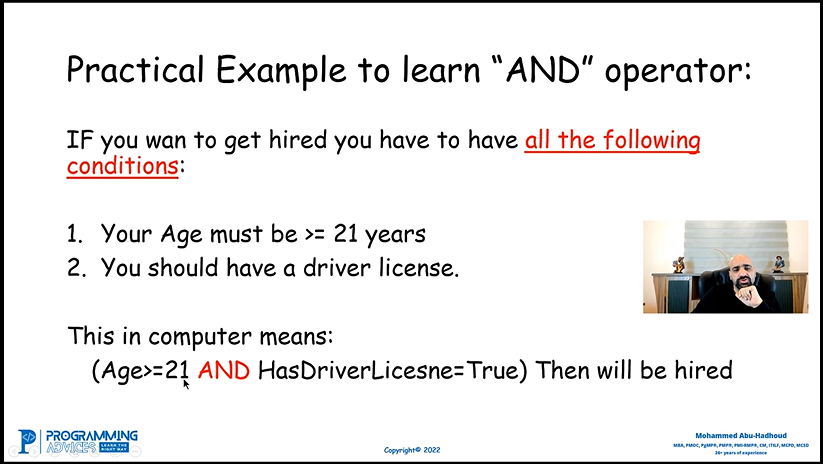 Practical Example to learn “AND” operator:
IF you wan to get hired you have to have all the following
conditions:
1. Your Age must be >= 21 years
2. You should have a driver license.
This in computer means:
(Age>=21 AND HasDriverLicesne=True) Then will be hired
PROGRAMMING
ADVICES LEARN THE
RIGHT WAY
Copyright© 2022
Mohammed Abu-Hadhoud
MBA, PMOC, PgMP®, PMP®, PMI-RMP®, CM, ITILF, MCPD, MCSD
26+ years of experience